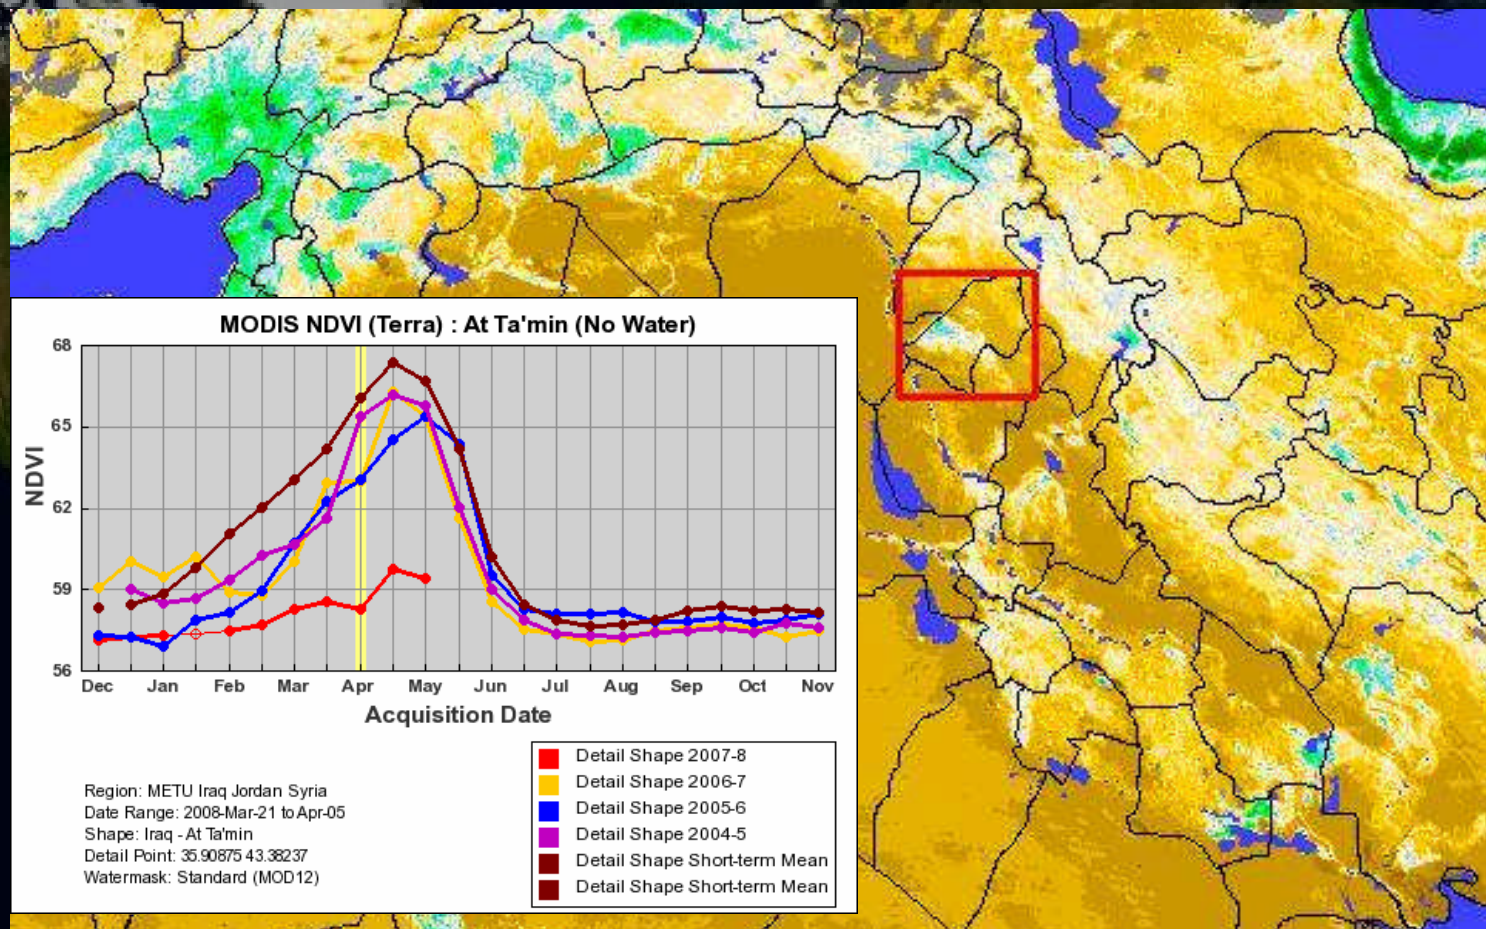 MODIS NDVI (Terra) : At Ta'min (No Water)
68
65
62
59
56
NDVI
Dec Jan Feb Mar Apr May Jun Jul Aug Sep Oct Nov
Acquisition Date
Region: METU Iraq Jordan Syria
Date Range: 2008-Mar-21 to Apr-05
Shape: Iraq - At Ta'min
Detail Point: 35.90875 43.38237
Watermask: Standard (MOD12)
Detail Shape 2007-8
Detail Shape 2006-7
Detail Shape 2005-6
Detail Shape 2004-5
Detail Shape Short-term Mean
Detail Shape Short-term Mean